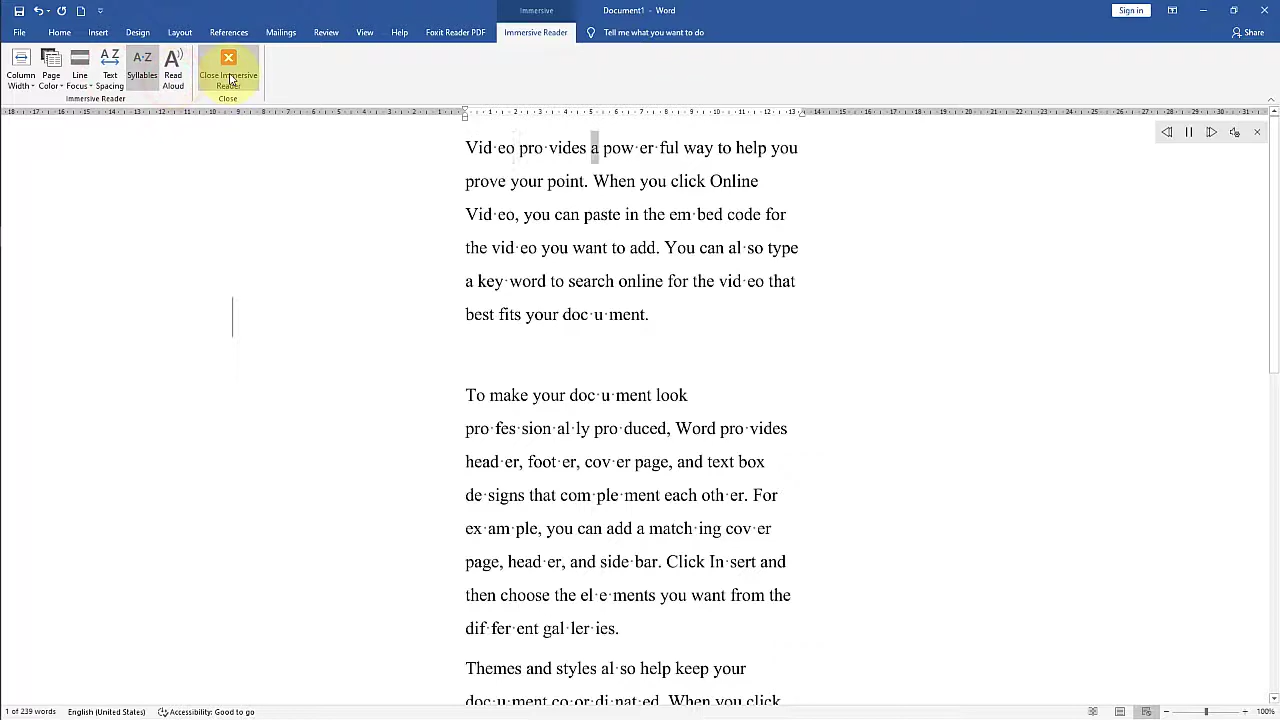 Immersive
Document1 - Word
Sign in
File Home Insert Design Layout References Mailings Review View Help Foxit Reader PDF Immersive Reader Tell me what you want to do Share
Column Width
Page Color
Line Focus
Text Spacing
Syllables
Read Aloud
Close Immersive Reader
Immersive Reader
Close
Vid·eo pro·vides a pow·er·ful way to help you
prove your point. When you click Online
Vid·eo, you can paste in the em·bed code for
the vid·eo you want to add. You can al·so type
a key·word to search online for the vid·eo that
best fits your doc·u·ment.
To make your doc·u·ment look
pro·fes·sion·al·ly pro·duced, Word pro·vides
head·er, foot·er, cov·er page, and text box
de·signs that com·ple·ment each oth·er. For
ex·am·ple, you can add a match·ing cov·er
page, head·er, and side·bar. Click In·sert and
then choose the el·e·ments you want from the
dif·fer·ent gal·ler·ies.
Themes and styles al·so help keep your
doc·u·ment co·or·di·nat·ed. When you click
1 of 239 words English (United States) Accessibility: Good to go 100%